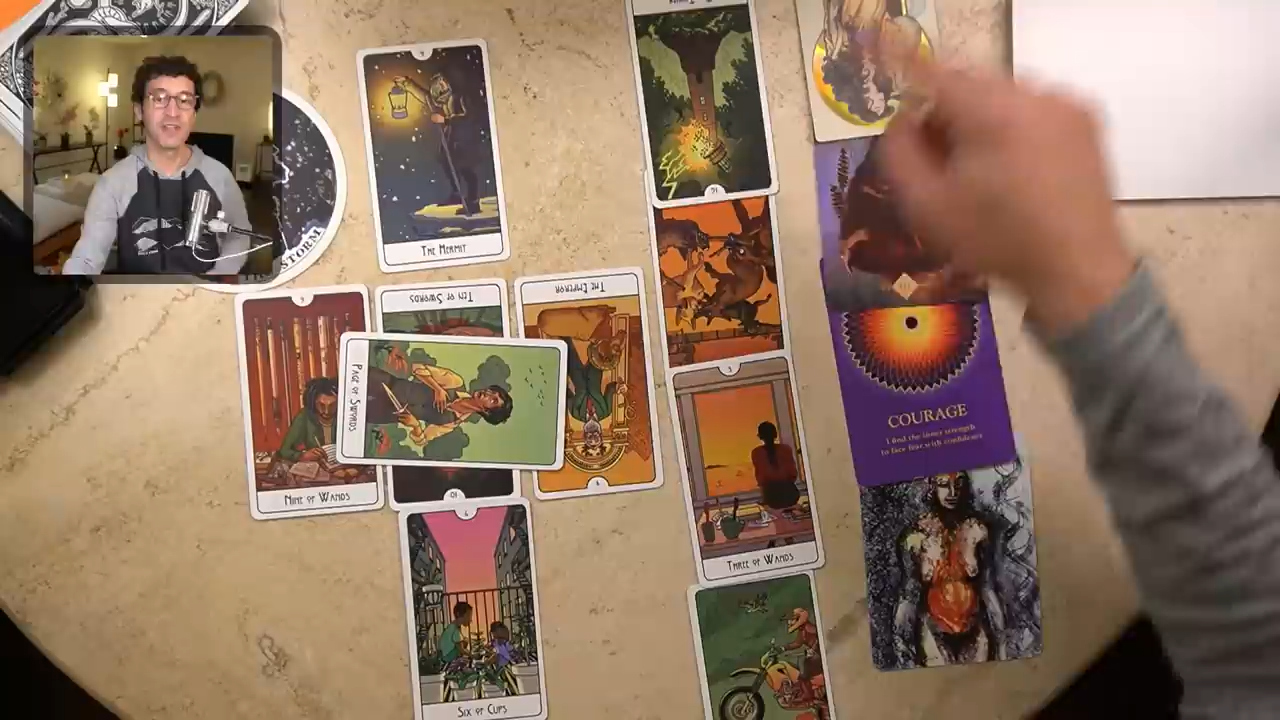 THE HERMIT
STORM
TEN OF SWORDS
THE EMPEROR
PAGE OF SWORDS
NINE OF WANDS
10
THREE OF WANDS
SIX OF CUPS
COURAGE
I find the inner strength
to face fear with confidence